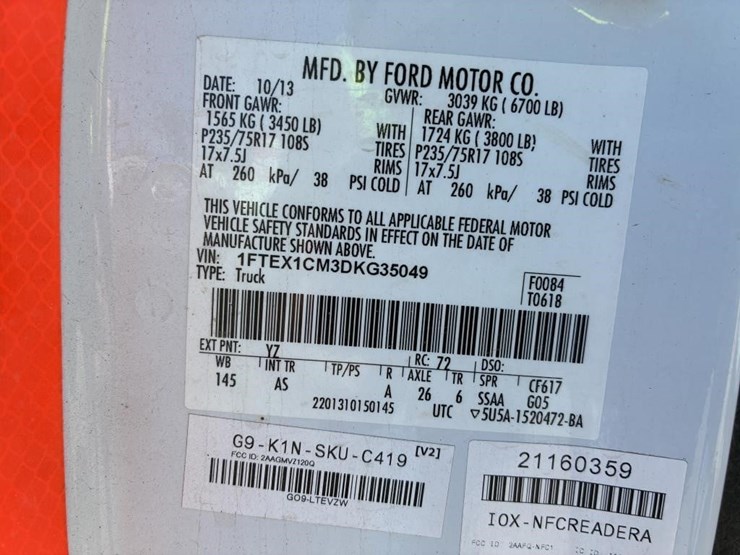 MFD. BY FORD MOTOR CO.
DATE: 10/13 GVWR: 3039 KG ( 6700 LB)
FRONT GAWR: REAR GAWR:
1565 KG ( 3450 LB) WITH 1724 KG ( 3800 LB) WITH
P235/75R17 108S TIRES P235/75R17 108S TIRES
17x7.5J RIMS 17x7.5J RIMS
AT 260 kPa/ 38 PSI COLD AT 260 kPa/ 38 PSI COLD
THIS VEHICLE CONFORMS TO ALL APPLICABLE FEDERAL MOTOR
VEHICLE SAFETY STANDARDS IN EFFECT ON THE DATE OF
MANUFACTURE SHOWN ABOVE.
VIN: 1FTEX1CM3DKG35049
TYPE: Truck
F0084
T0618
EXT PNT: YZ RC: 72 DSO:
WB INT TR TP/PS R AXLE TR SPR CF617
145 AS A 26 6 SSAA G05
2201310150145 UTC ▽5U5A-1520472-BA
G9-K1N-SKU-C419 [V2]
FCC ID: 2AAGMVZ120G
GO9-LTEVZW
21160359
IOX-NFCREADERA
FCC ID 2AAFQ-NFC1